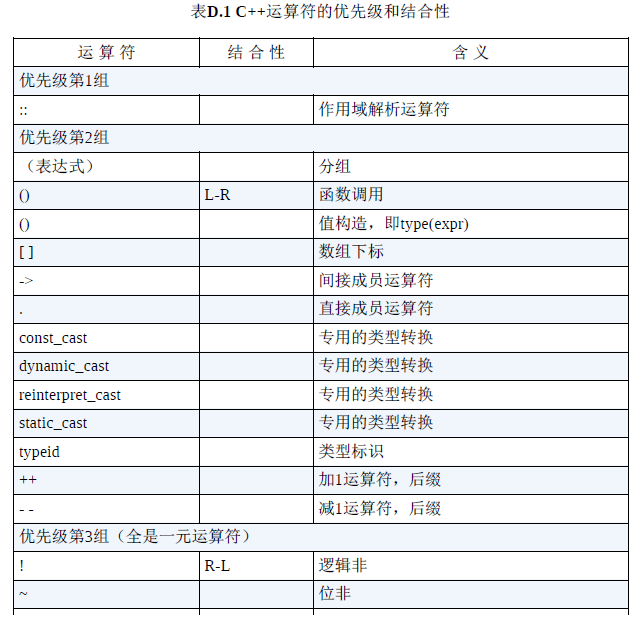 表D.1 C++运算符的优先级和结合性
运 算 符 结 合 性 含 义
优先级第1组
:: 作用域解析运算符
优先级第2组
（表达式） 分组
() L-R 函数调用
() 值构造，即type(expr)
[ ] 数组下标
-> 间接成员运算符
. 直接成员运算符
const_cast 专用的类型转换
dynamic_cast 专用的类型转换
reinterpret_cast 专用的类型转换
static_cast 专用的类型转换
typeid 类型标识
++ 加1运算符，后缀
- - 减1运算符，后缀
优先级第3组（全是一元运算符）
! R-L 逻辑非
~ 位非